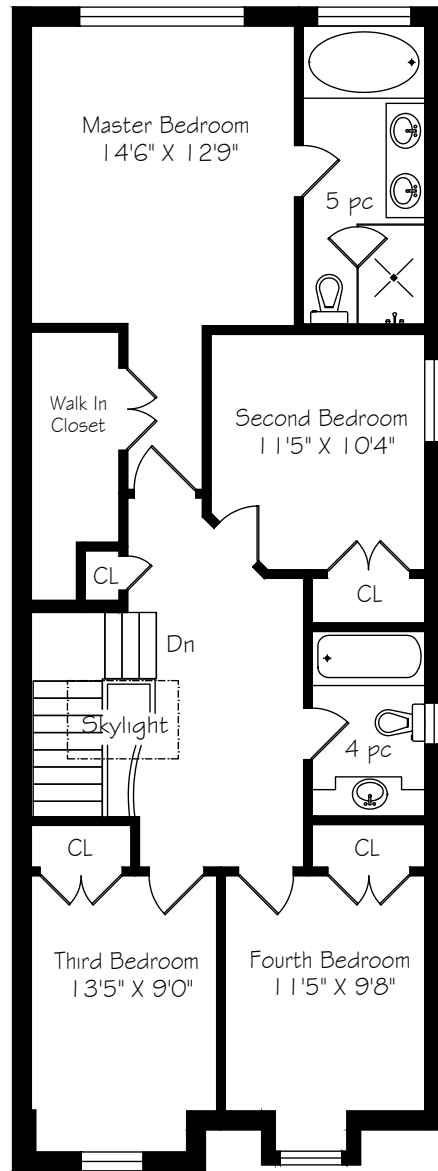 Master Bedroom
14'6" X 12'9"
5 pc
Walk In
Closet
Second Bedroom
11'5" X 10'4"
CL
CL
Dn
Skylight
4 pc
CL
CL
Third Bedroom
13'5" X 9'0"
Fourth Bedroom
11'5" X 9'8"